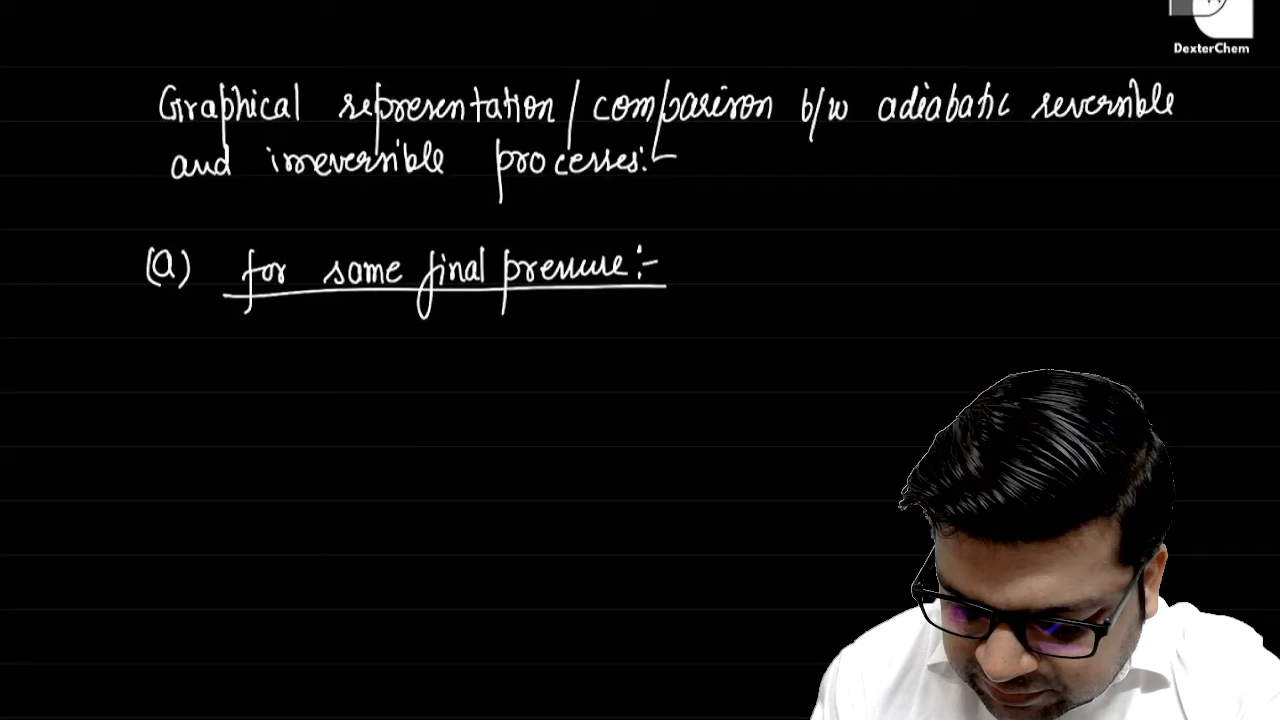 DexterChem
Graphical representation/comparison b/w adiabatic reversible
and irreversible processes:-
(a) for same final pressure:-